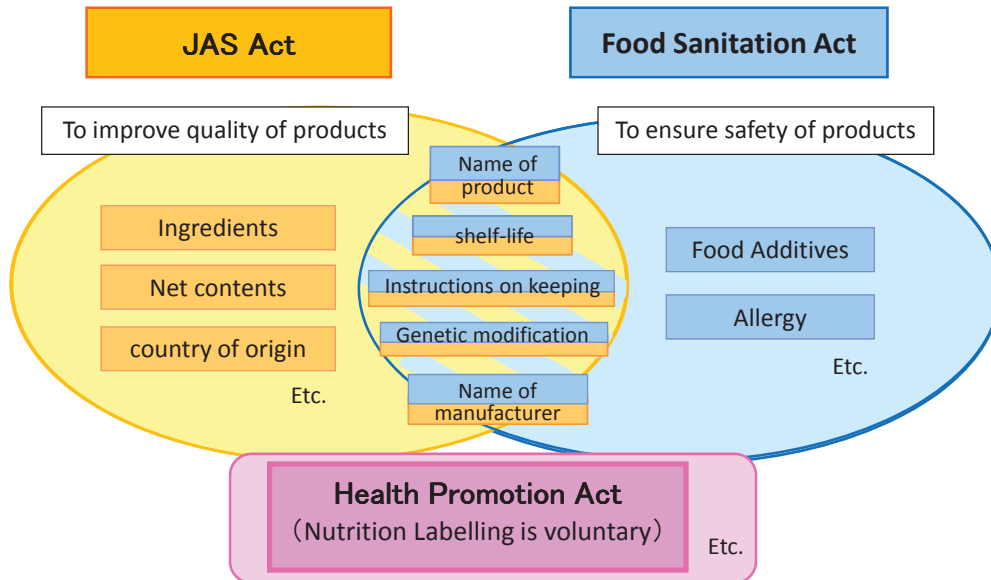 JAS Act
Food Sanitation Act
To improve quality of products
To ensure safety of products
Name of
product
shelf-life
Instructions on keeping
Genetic modification
Name of
manufacturer
Ingredients
Net contents
country of origin
Etc.
Food Additives
Allergy
Etc.
Health Promotion Act
（Nutrition Labelling is voluntary）
Etc.